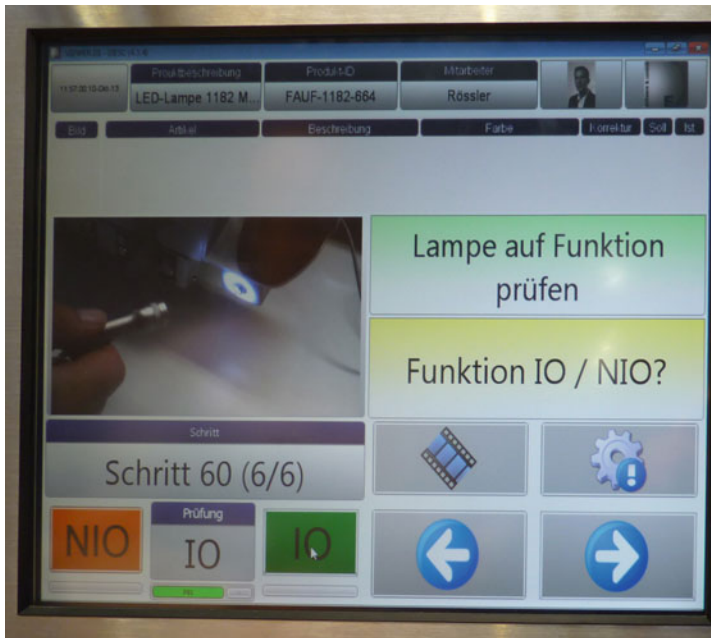 Produktbeschreibung
Produkt-ID
Mitarbeiter
LED-Lampe 1182 M...
FAUF-1182-664
Rössler
Bild
Artikel
Beschreibung
Farbe
Korrektur
Soll
Ist
Lampe auf Funktion
prüfen
Funktion IO / NIO?
Schritt
Schritt 60 (6/6)
NIO
Prüfung
IO
IO